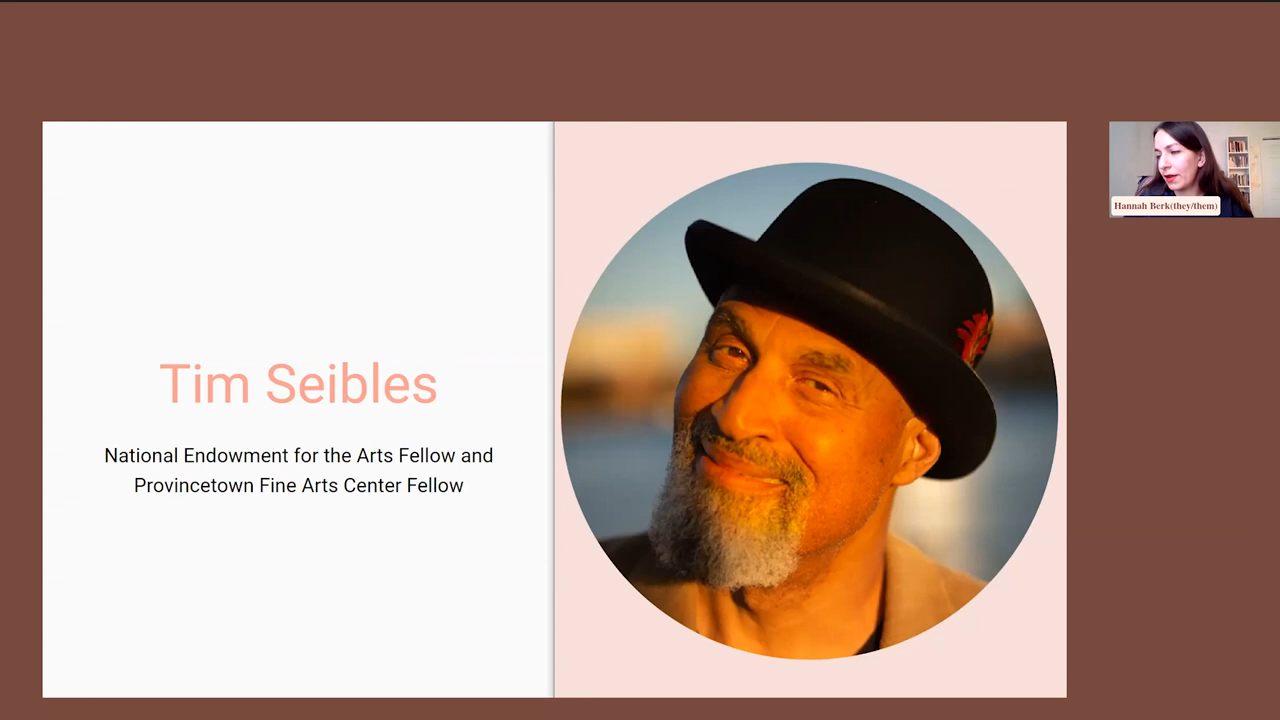 Tim Seibles
National Endowment for the Arts Fellow and
Provincetown Fine Arts Center Fellow
Hannah Berk(they/them)